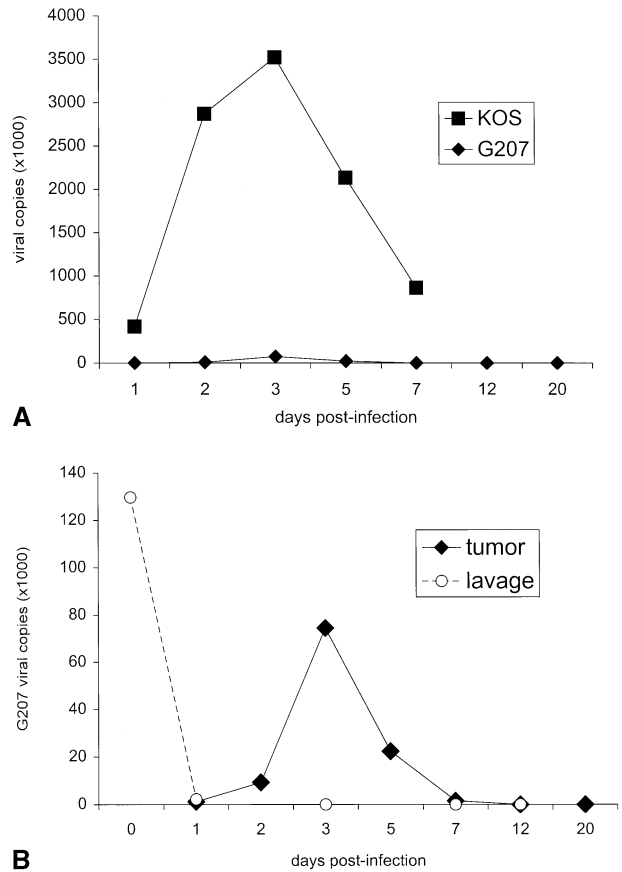 4000
3500
3000
2500
2000
1500
1000
500
0
viral copies (x1000)
KOS
G207
1 2 3 5 7 12 20
days post-infection
A
140
120
100
80
60
40
20
0
G207 viral copies (x1000)
tumor
lavage
0 1 2 3 5 7 12 20
days post-infection
B